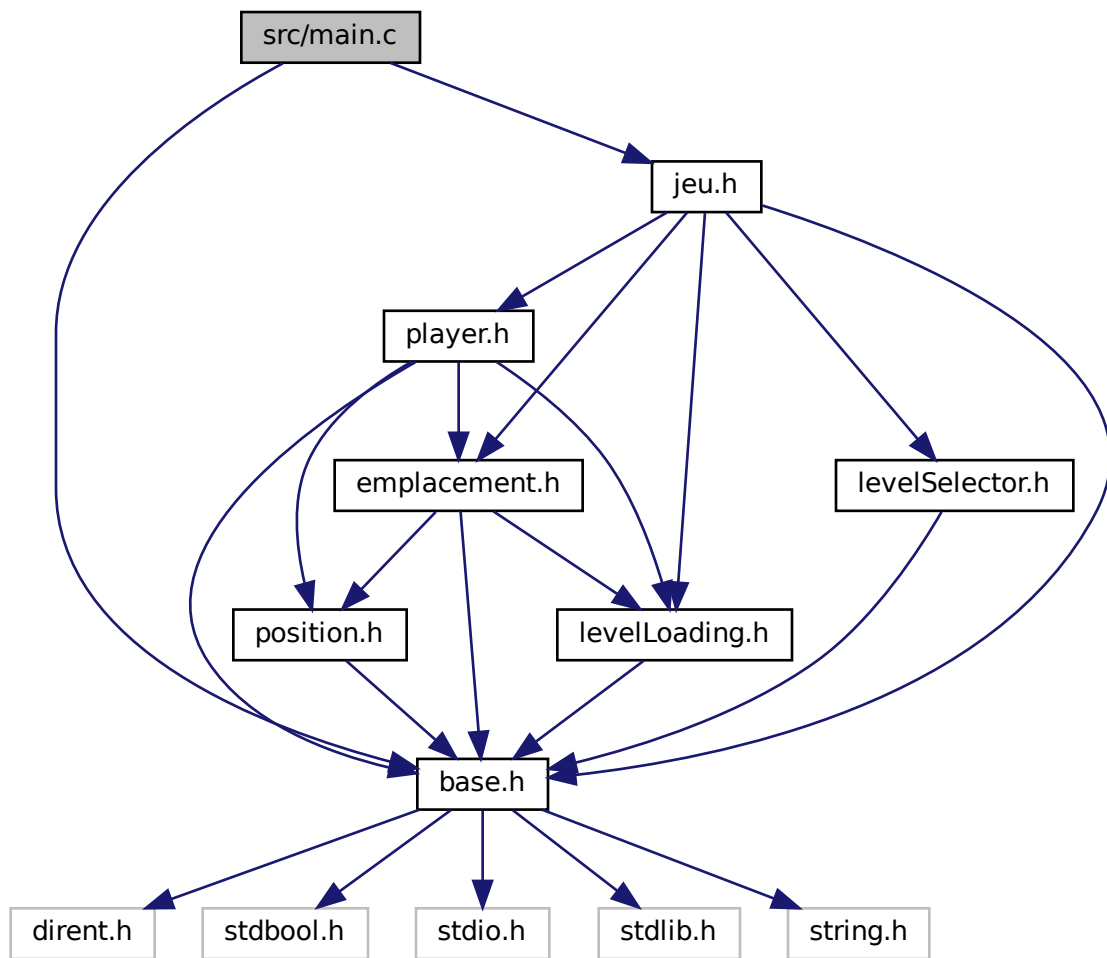 src/main.c
jeu.h
player.h
emplacement.h
levelSelector.h
position.h
levelLoading.h
base.h
dirent.h
stdbool.h
stdio.h
stdlib.h
string.h